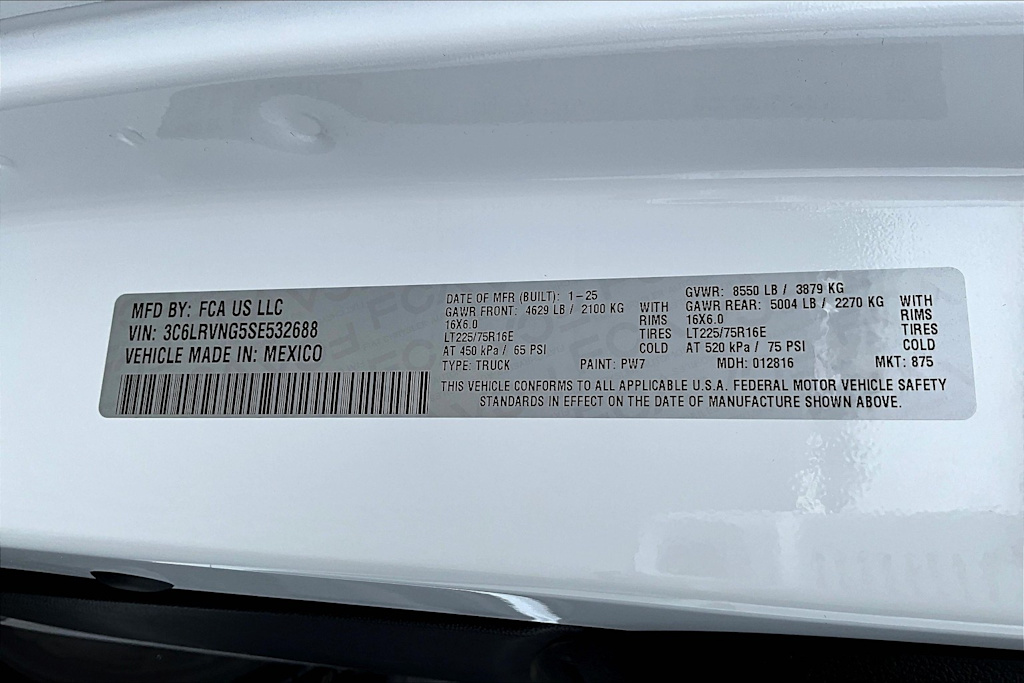 MFD BY: FCA US LLC
VIN: 3C6LRVNG5SE532688
VEHICLE MADE IN: MEXICO
DATE OF MFR (BUILT): 1-25
GAWR FRONT: 4629 LB / 2100 KG WITH
16X6.0 RIMS
LT225/75R16E TIRES
AT 450 kPa / 65 PSI COLD
TYPE: TRUCK PAINT: PW7
GVWR: 8550 LB / 3879 KG
GAWR REAR: 5004 LB / 2270 KG WITH
16X6.0 RIMS
LT225/75R16E TIRES
AT 520 kPa / 75 PSI COLD
MDH: 012816 MKT: 875
THIS VEHICLE CONFORMS TO ALL APPLICABLE U.S.A. FEDERAL MOTOR VEHICLE SAFETY
STANDARDS IN EFFECT ON THE DATE OF MANUFACTURE SHOWN ABOVE.